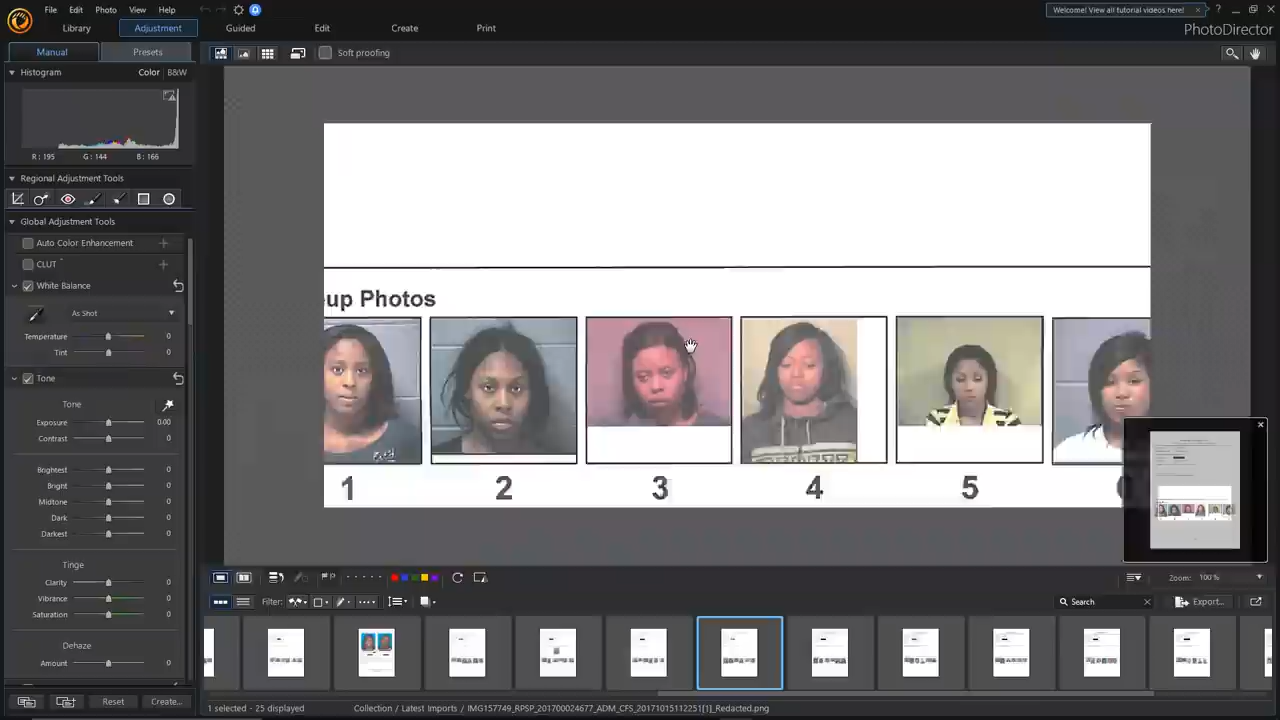 File Edit Photo View Help
Welcome! View all tutorial videos here!
Library Adjustment Guided Edit Create Print
PhotoDirector
Manual Presets
Soft proofing
Histogram Color B&W
R : 195 G : 144 B : 166
Regional Adjustment Tools
Global Adjustment Tools
Auto Color Enhancement
CLUT
White Balance
As Shot
Temperature
Tint
Tone
Tone
Exposure 0.00
Contrast 0
Brightest 0
Bright 0
Midtone 0
Dark 0
Darkest 0
Tinge
Clarity 0
Vibrance 0
Saturation 0
Dehaze
Amount 0
Reset Create...
up Photos
1 2 3 4 5
Zoom: 100 %
Filter: Search Export...
1 selected - 25 displayed Collection / Latest Imports / IMG157749_RPSP_201700024677_ADM_CFS_20171015112251[1]_Redacted.png